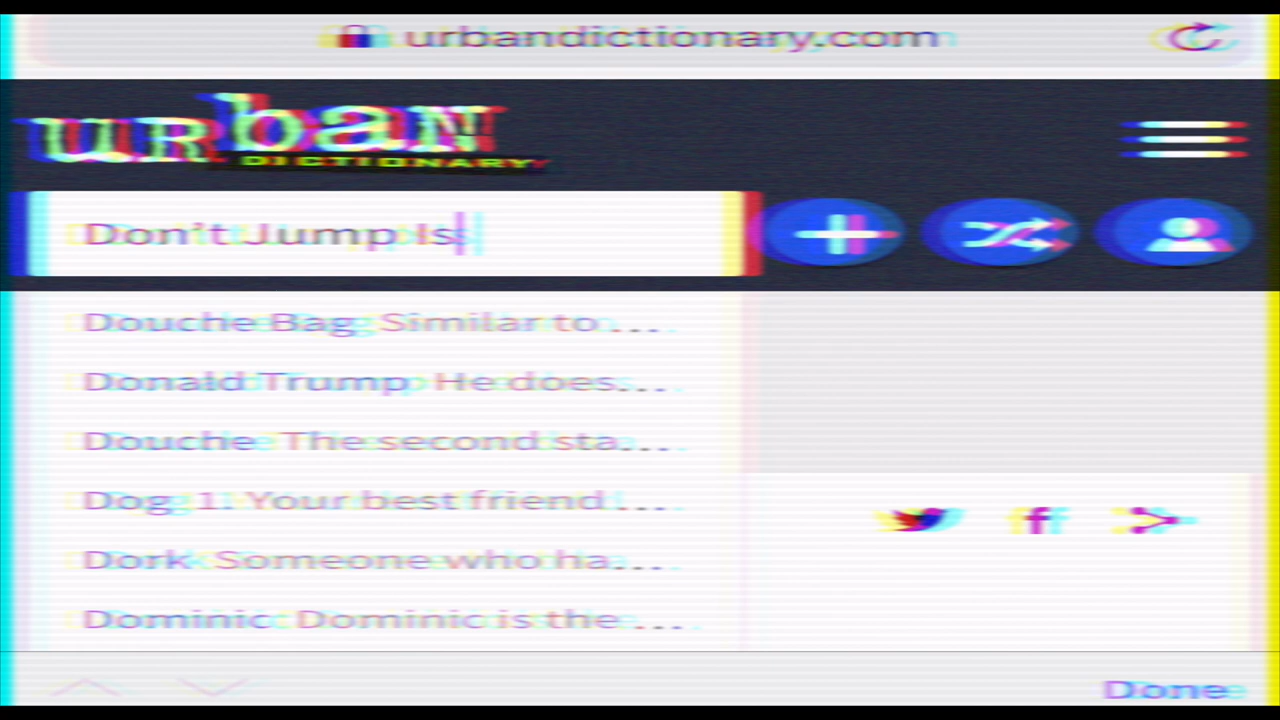 urbandictionary.com
urban
DICTIONARY
Don't Jump Is
Douche Bag Similar to ...
Donald Trump He does...
Douche The second sta...
Dog 1. Your best friend ...
Dork Someone who ha...
Dominic Dominic is the ...
Done